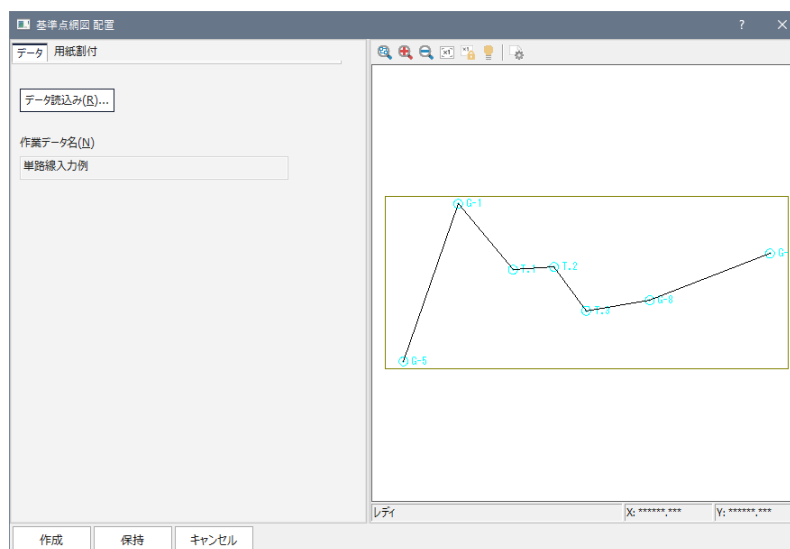 基準点網図 配置
データ 用紙割付
データ読込み(R)...
作業データ名(N)
単路線入力例
G-1
G-
T.1
T.2
G-8
T.3
G-5
レディ X: ******.*** Y: ******.***
作成 保持 キャンセル